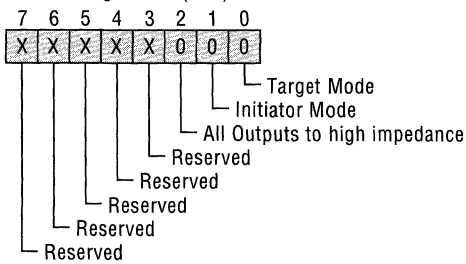 7 6 5 4 3 2 1 0
X X X X X 0 0 0
Target Mode
Initiator Mode
All Outputs to high impedance
Reserved
Reserved
Reserved
Reserved
Reserved